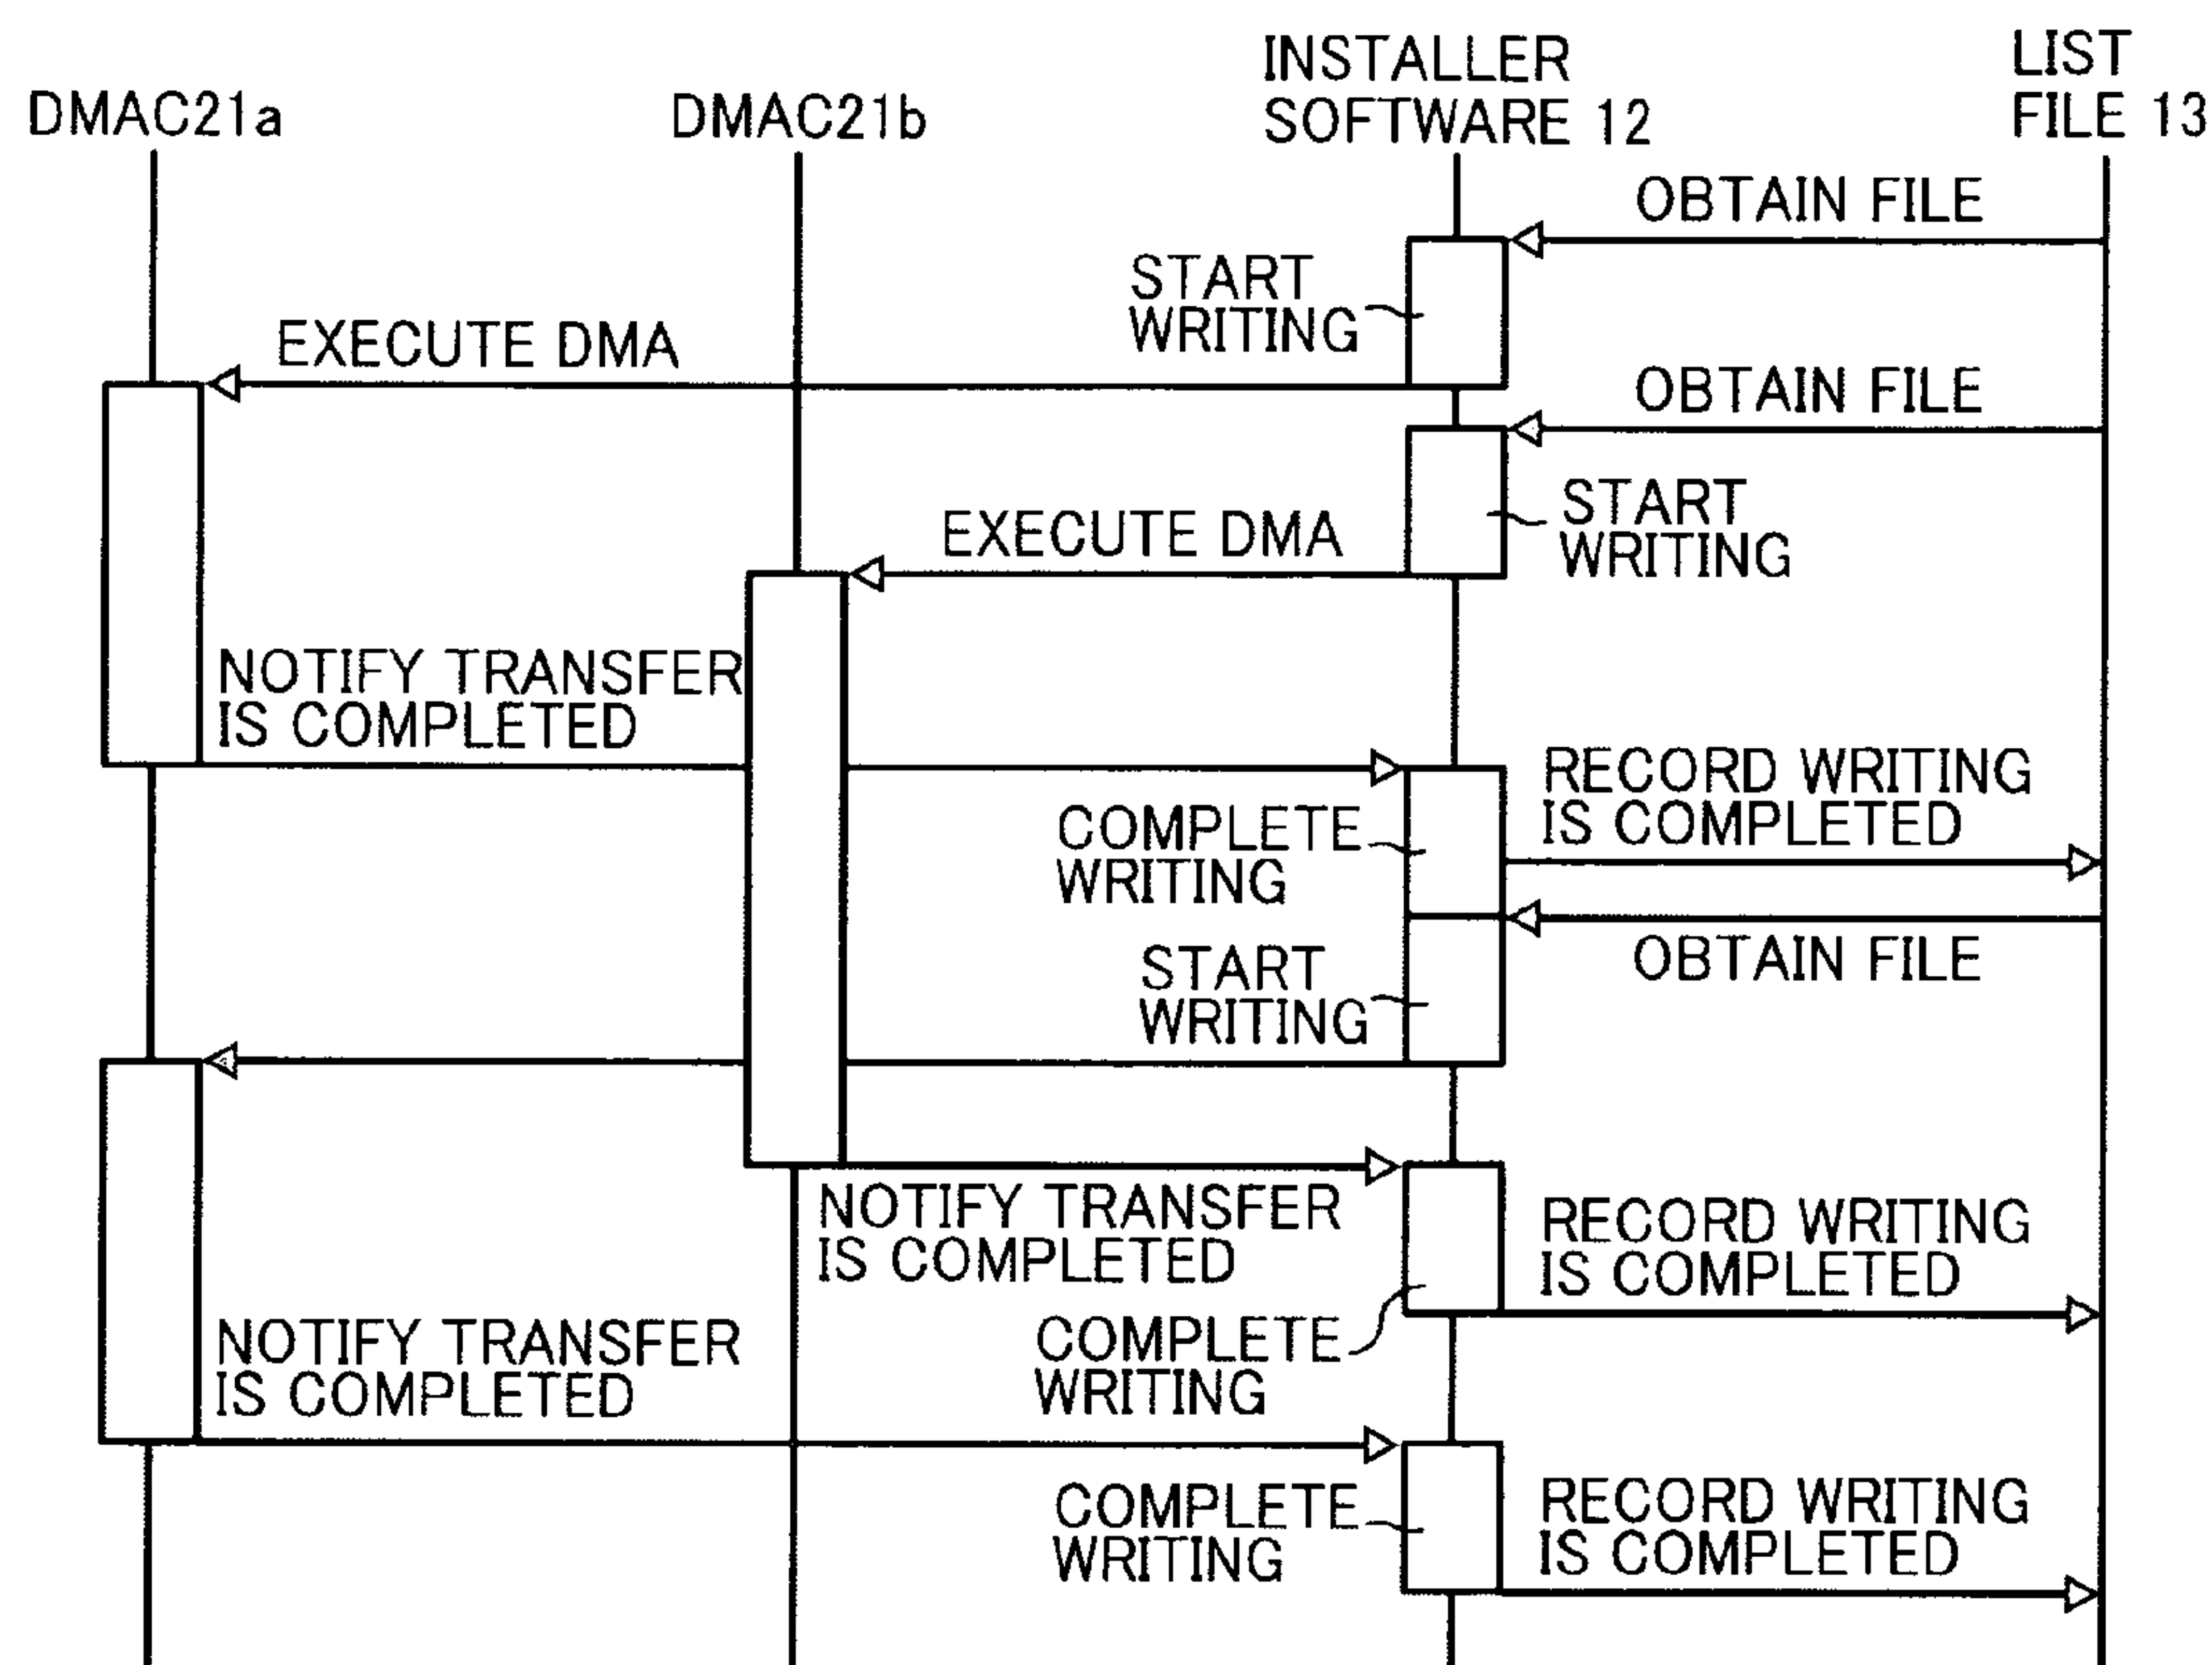 DMAC21a
DMAC21b
INSTALLER
SOFTWARE 12
LIST
FILE 13
OBTAIN FILE
START
WRITING
EXECUTE DMA
OBTAIN FILE
START
WRITING
EXECUTE DMA
NOTIFY TRANSFER
IS COMPLETED
RECORD WRITING
IS COMPLETED
COMPLETE
WRITING
OBTAIN FILE
START
WRITING
NOTIFY TRANSFER
IS COMPLETED
RECORD WRITING
IS COMPLETED
COMPLETE
WRITING
NOTIFY TRANSFER
IS COMPLETED
COMPLETE
WRITING
RECORD WRITING
IS COMPLETED